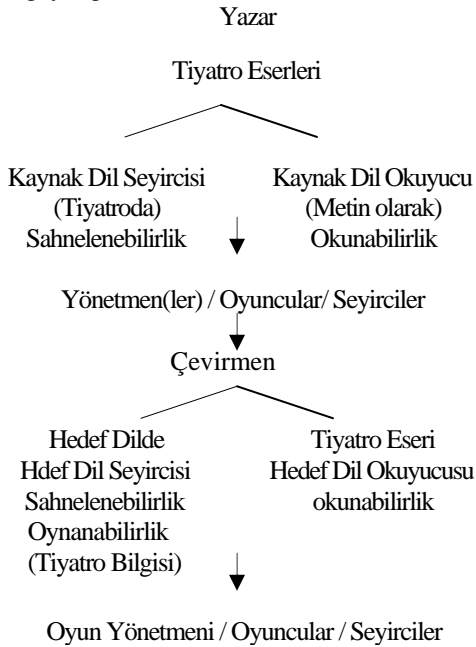 Yazar
Tiyatro Eserleri
Kaynak Dil Seyircisi
(Tiyatroda)
Sahnelenebilirlik
Kaynak Dil Okuyucu
(Metin olarak)
Okunabilirlik
Yönetmen(ler) / Oyuncular/ Seyirciler
Çevirmen
Hedef Dilde
Hdef Dil Seyircisi
Sahnelenebilirlik
Oynanabilirlik
(Tiyatro Bilgisi)
Tiyatro Eseri
Hedef Dil Okuyucusu
okunabilirlik
Oyun Yönetmeni / Oyuncular / Seyirciler